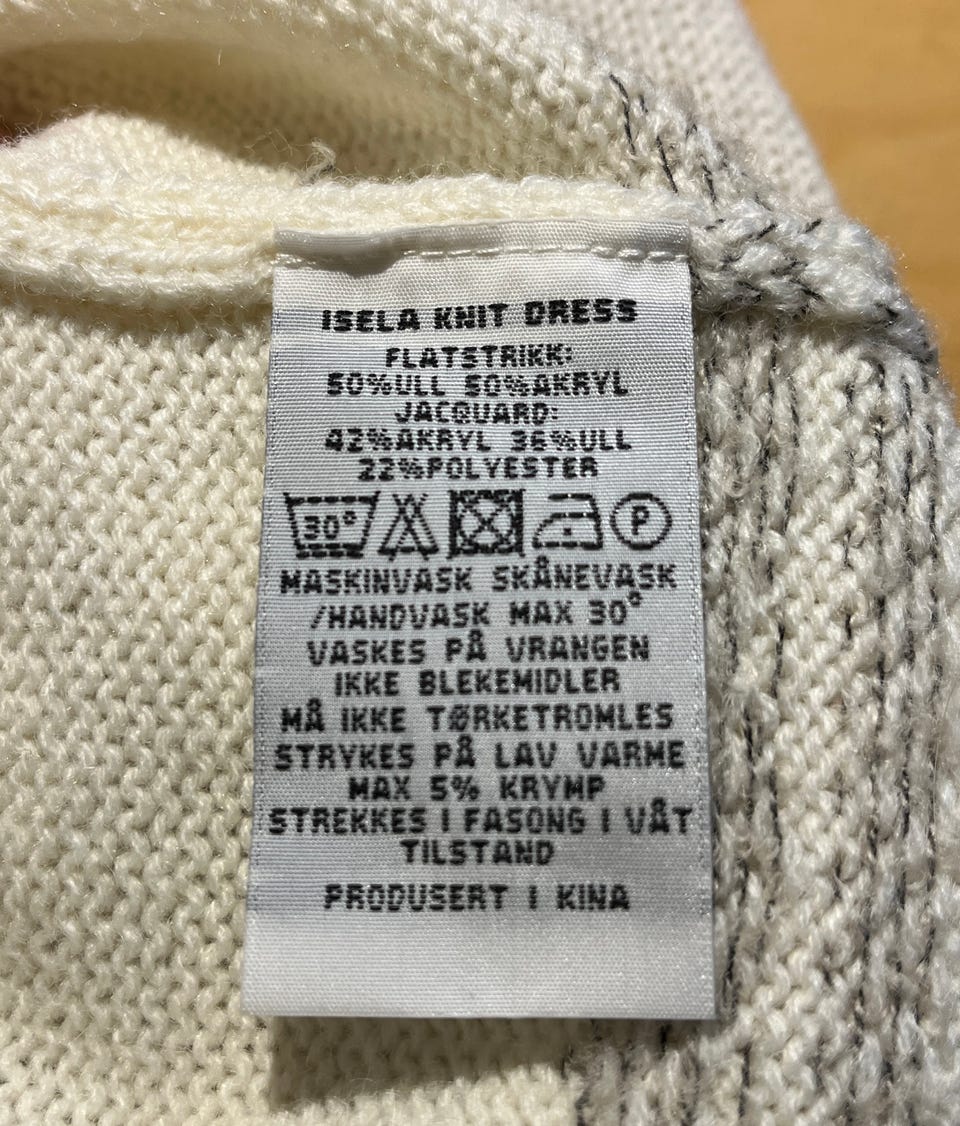 ISELA KNIT DRESS
FLATSTRIKK:
50%ULL 50%AKRYL
JACQUARD:
42%AKRYL 36%ULL
22%POLYESTER
30° P
MASKINVASK SKÅNEVASK
/HANDVASK MAX 30°
VASKES PÅ VRANGEN
IKKE BLEKEMIDLER
MÅ IKKE TØRKETROMLES
STRYKES PÅ LAV VARME
MAX 5% KRYMP
STREKKES I FASONG I VÅT
TILSTAND
PRODUSERT I KINA